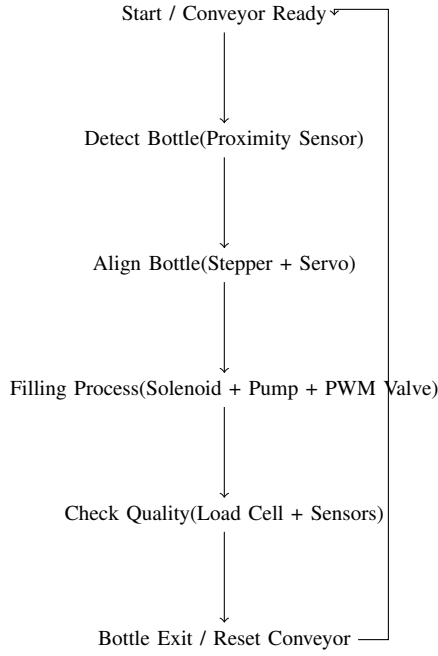 Start / Conveyor Ready
Detect Bottle(Proximity Sensor)
Align Bottle(Stepper + Servo)
Filling Process(Solenoid + Pump + PWM Valve)
Check Quality(Load Cell + Sensors)
Bottle Exit / Reset Conveyor